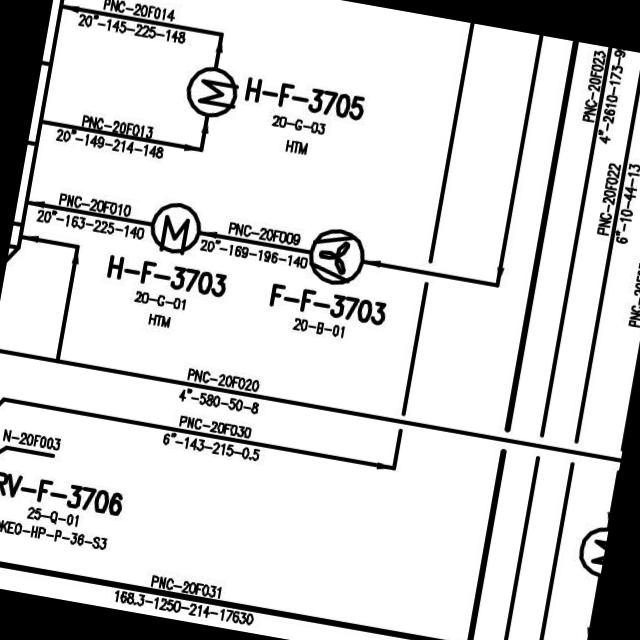 PNC-20F014
20"-145-225-148
H-F-3705
20-G-03
HTM
PNC-20F013
20"-149-214-148
PNC-20F010
20"-163-225-140
PNC-20F009
20"-169-196-140
H-F-3703
20-G-01
HTM
F-F-3703
20-B-01
PNC-20F023
4"-2610-173-9
PNC-20F022
6"-10-44-13
PNC-20F020
4"-580-50-8
PNC-20F030
6"-143-215-0.5
N-20F003
RV-F-3706
25-Q-01
KEO-HP-P-36-S3
PNC-20F031
168.3-1250-214-17630